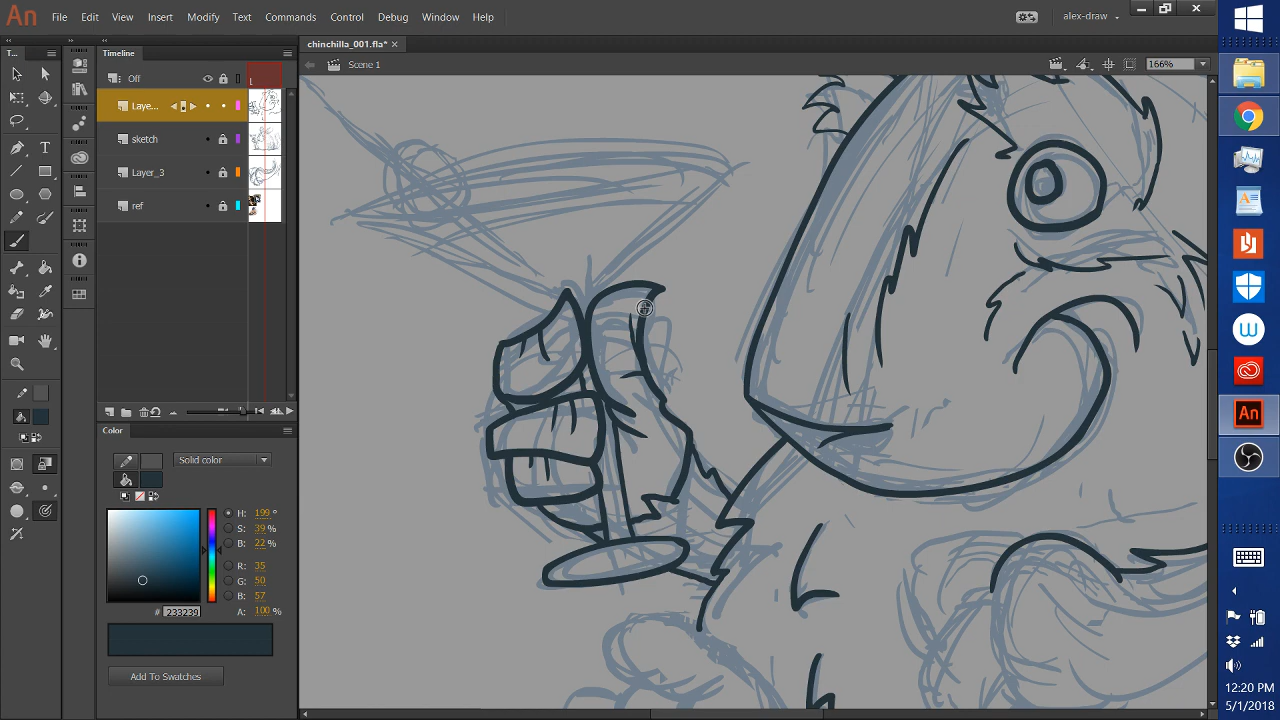 An File Edit View Insert Modify Text Commands Control Debug Window Help alex-draw
T... Timeline chinchilla_001.fla* ×
Off 1 Scene 1 166%
Laye...
sketch
Layer_3
ref
Color
Solid color
H: 199 °
S: 39 %
B: 22 %
R: 35
G: 50
B: 57
# 233239 A: 100 %
Add To Swatches
An
12:20 PM
5/1/2018